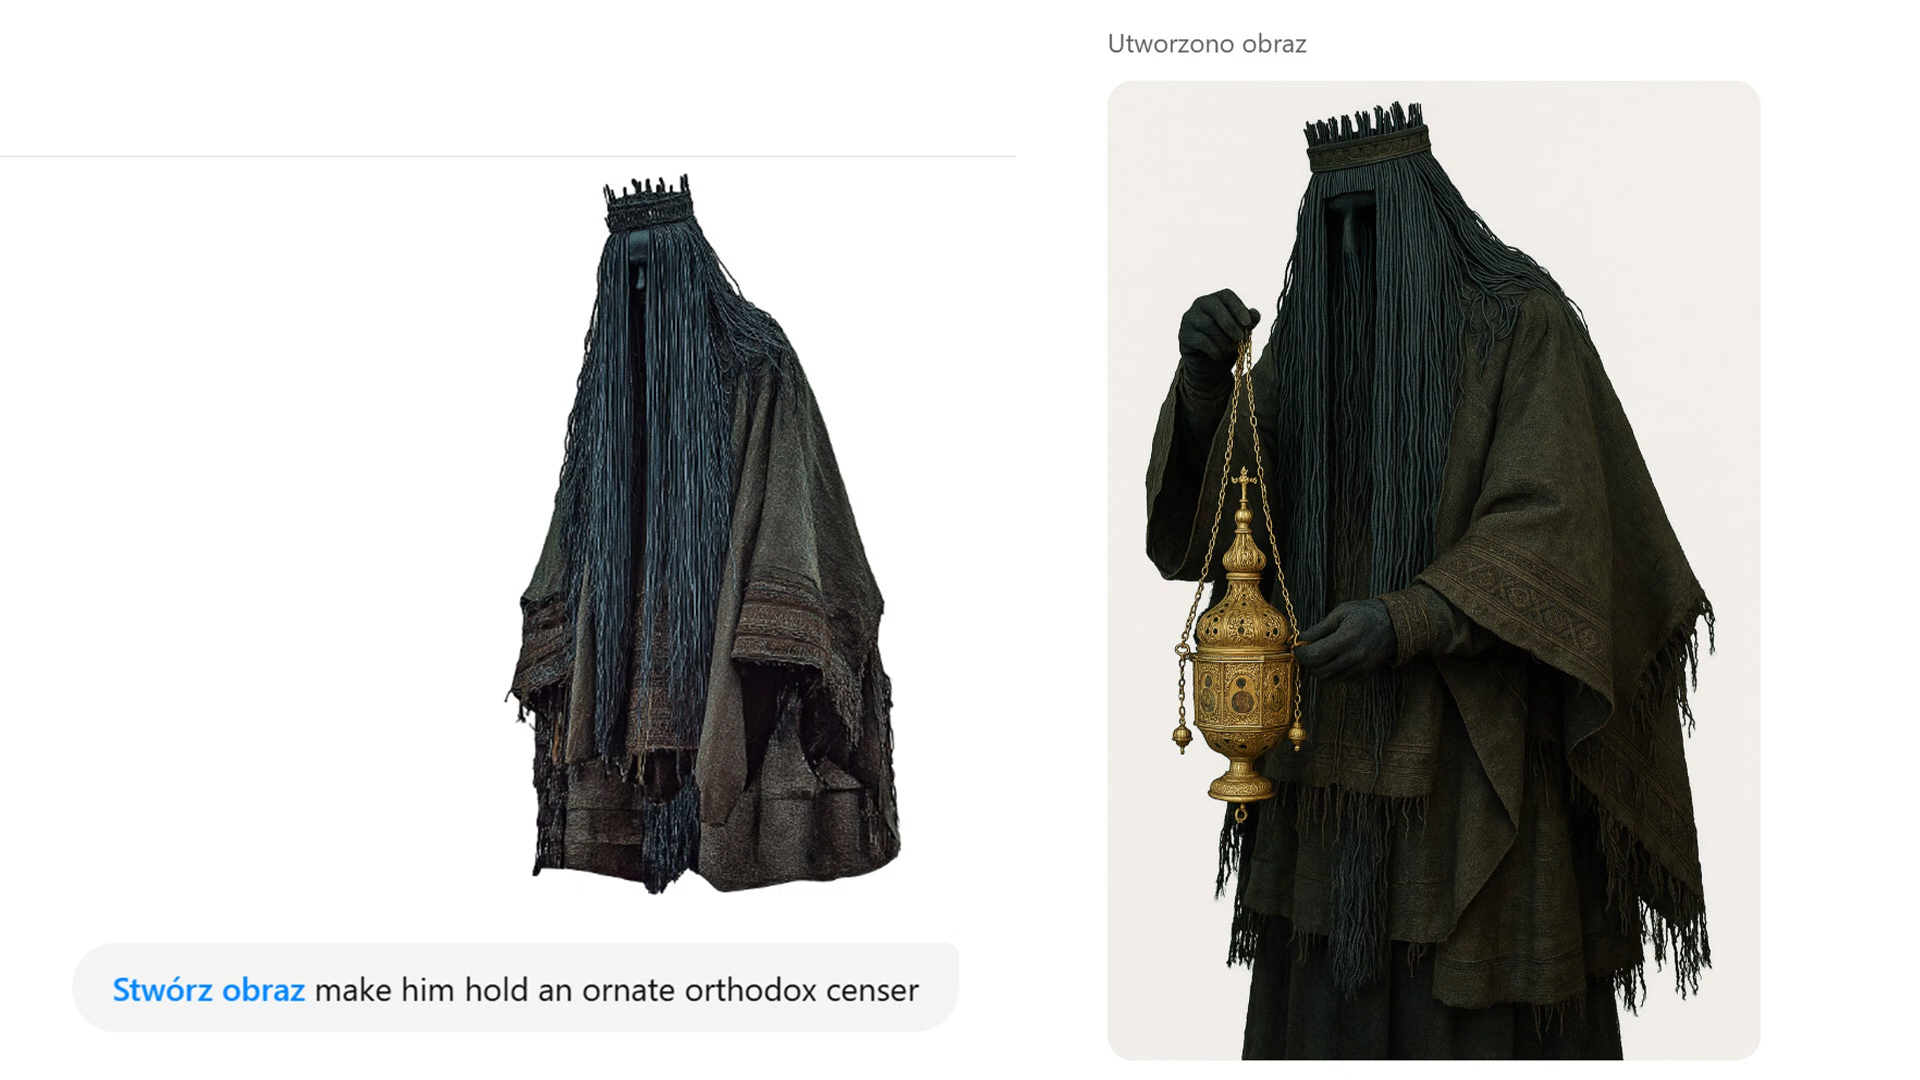 Utworzono obraz
Stwórz obraz make him hold an ornate orthodox censer